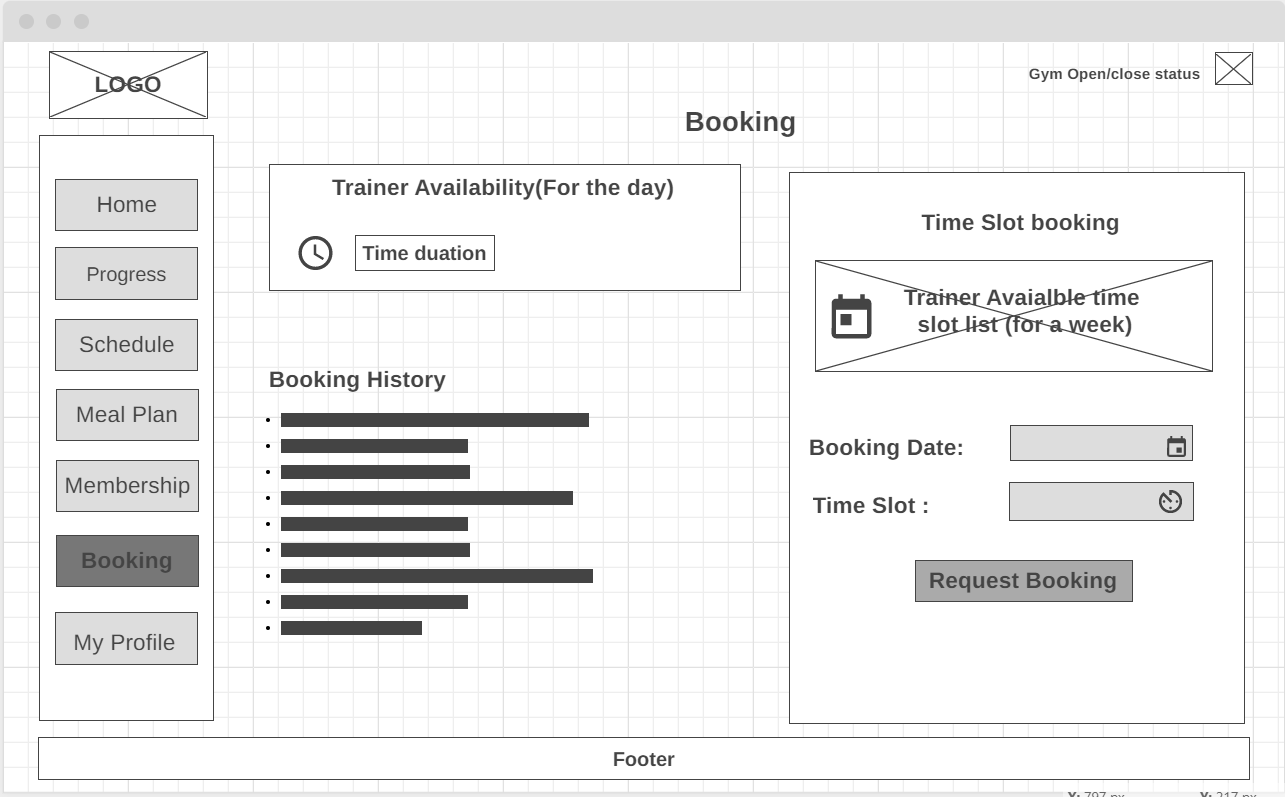 LOGO
Gym Open/close status
Booking
Home
Progress
Schedule
Meal Plan
Membership
Booking
My Profile
Trainer Availability(For the day)
Time duation
Booking History
Time Slot booking
Trainer Avaialble time
slot list (for a week)
Booking Date:
Time Slot :
Request Booking
Footer
X: 797 px
Y: 217 px